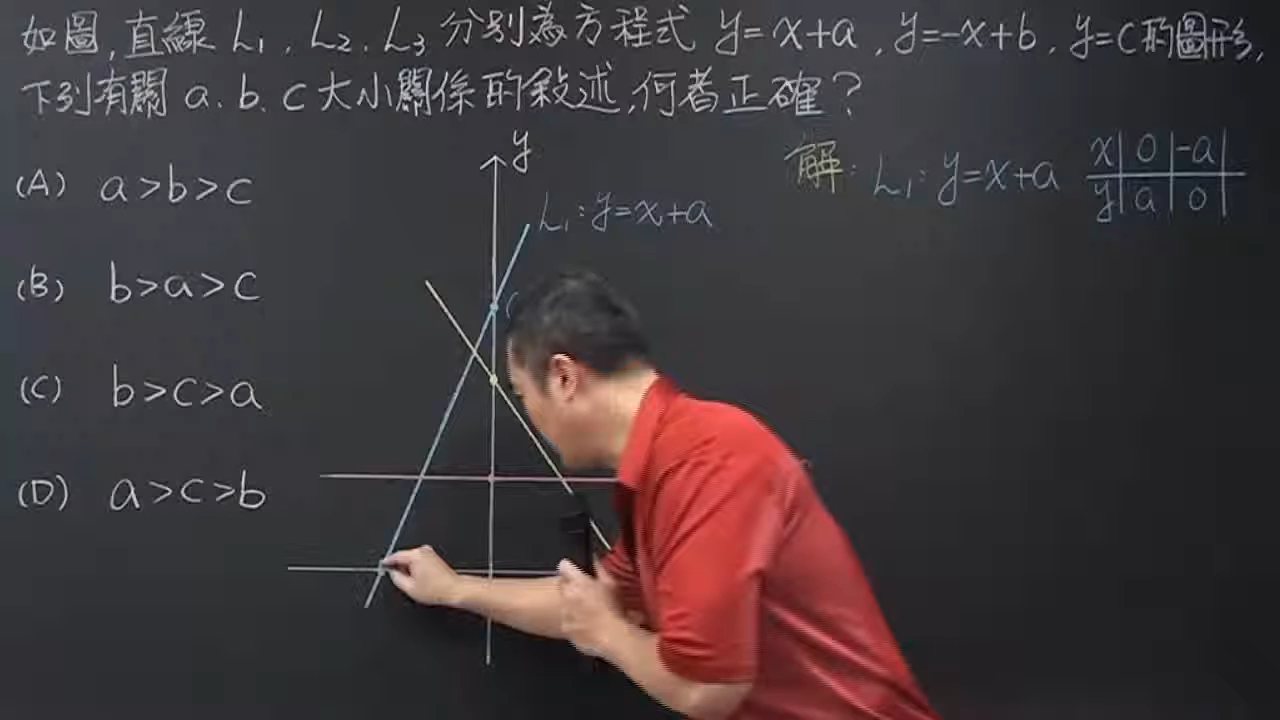 如圖,直線 L₁、L₂、L₃ 分別為方程式 y=x+a , y=-x+b , y=c 的圖形,
下列有關 a、b、c 大小關係的敘述,何者正確?
y
解: L₁: y=x+a
x | 0 | -a |
y | a | 0 |
(A) a>b>c
L₁: y=x+a
(B) b>a>c
(C) b>c>a
(D) a>c>b